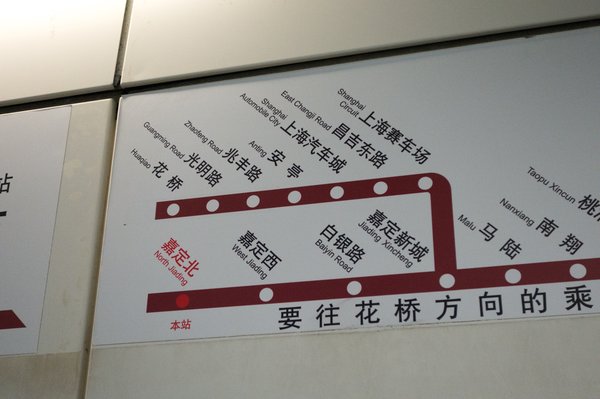 站
Huaqiao
花桥
Guangming Road
光明路
Zhaofeng Road
兆丰路
Anting
安亭
Shanghai
Automobile City
上海汽车城
East Changji Road
昌吉东路
Shanghai
Circuit
上海赛车场
嘉定北
North Jiading
本站
嘉定西
West Jiading
白银路
Baiyin Road
嘉定新城
Jiading Xincheng
Malu
马陆
Nanxiang
南翔
Taopu Xincun
桃
要往花桥方向的乘